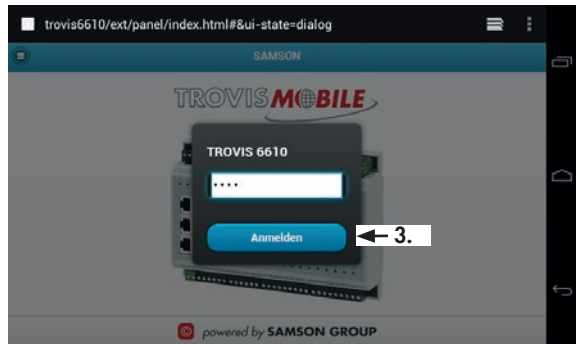 trovis6610/ext/panel/index.html#&ui-state=dialog
SAMSON
TROVIS MOBILE
TROVIS 6610
••••
Anmelden
3.
© powered by SAMSON GROUP